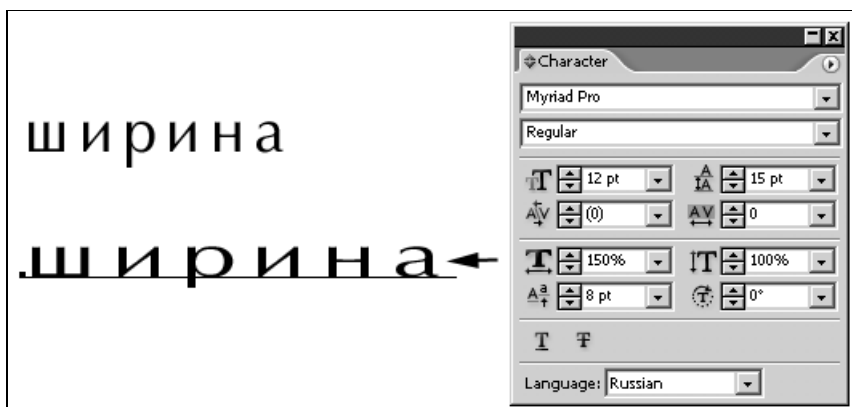 ширина
ширина
Character
Myriad Pro
Regular
12 pt 15 pt
(0) 0
150% 100%
8 pt 0°
Language: Russian